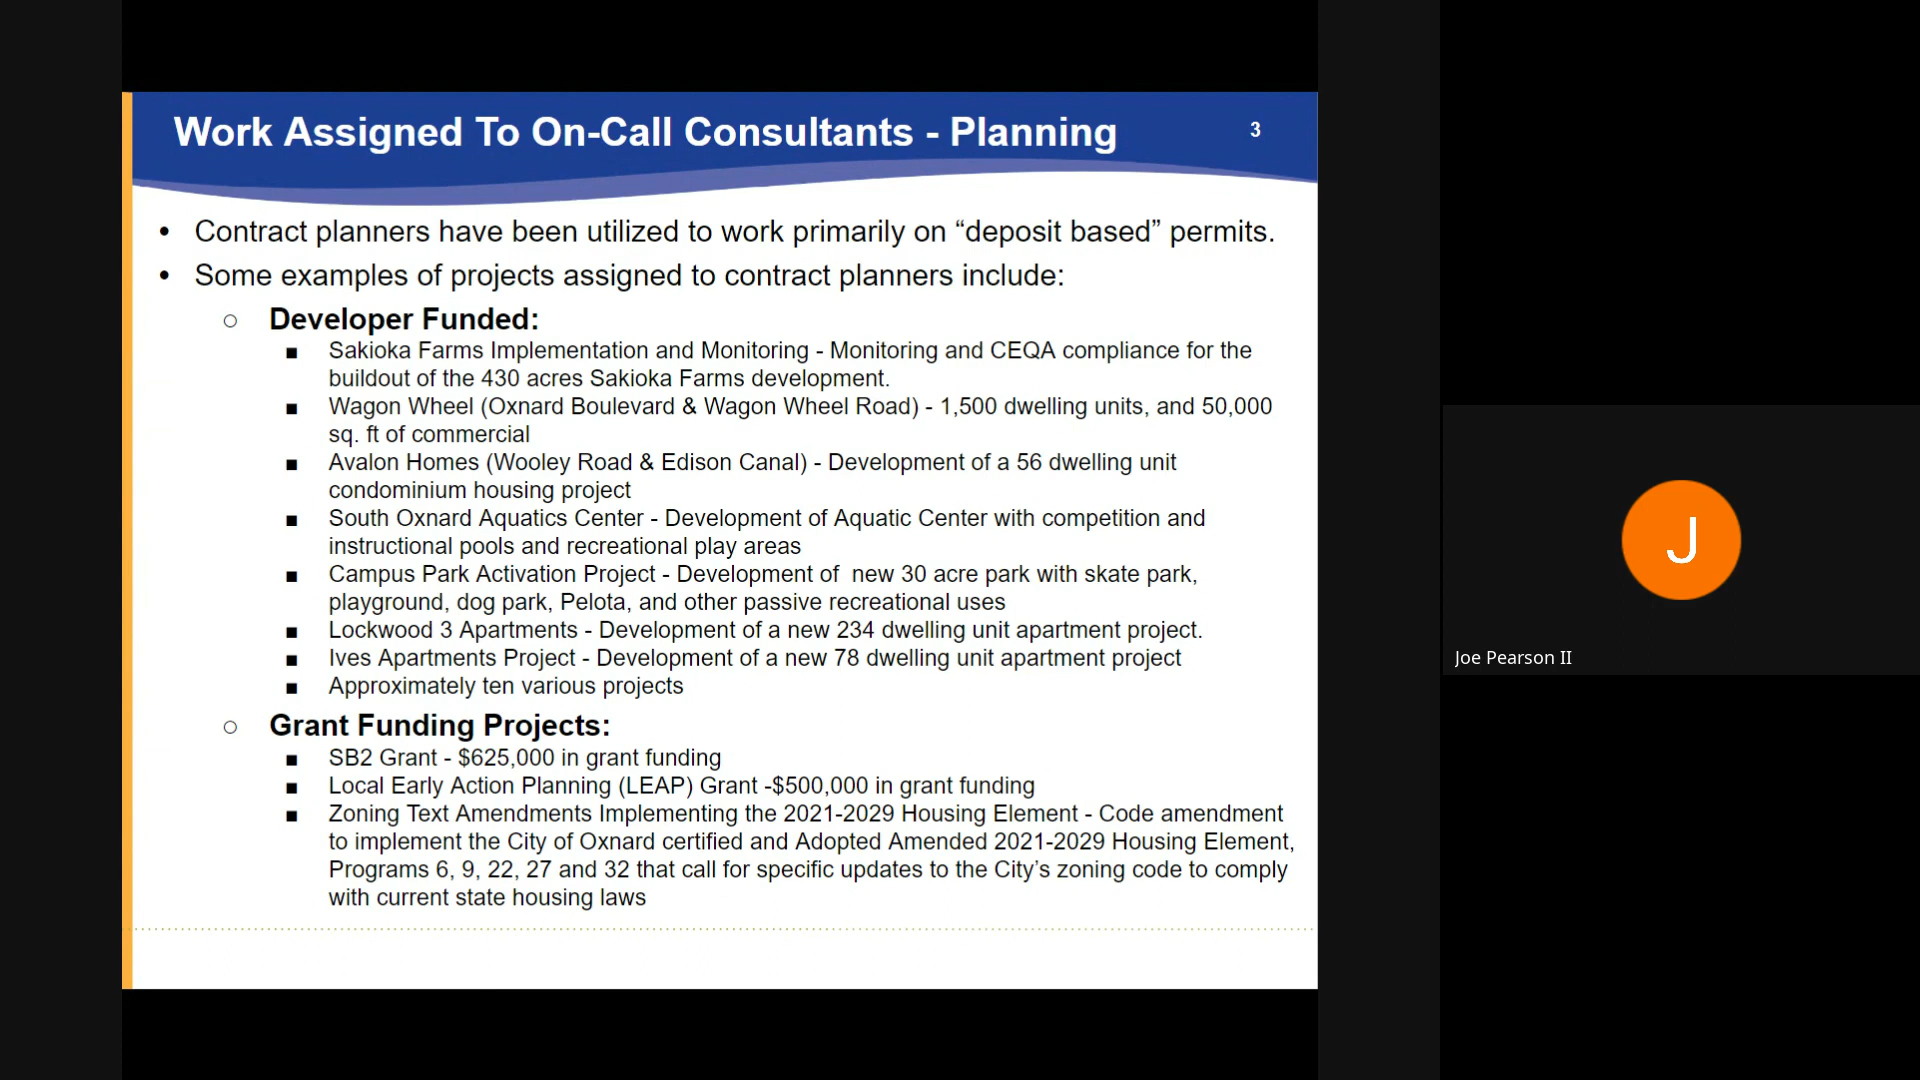 Work Assigned To On-Call Consultants - Planning
3
• Contract planners have been utilized to work primarily on “deposit based” permits.
• Some examples of projects assigned to contract planners include:
○ Developer Funded:
■ Sakioka Farms Implementation and Monitoring - Monitoring and CEQA compliance for the
buildout of the 430 acres Sakioka Farms development.
■ Wagon Wheel (Oxnard Boulevard & Wagon Wheel Road) - 1,500 dwelling units, and 50,000
sq. ft of commercial
■ Avalon Homes (Wooley Road & Edison Canal) - Development of a 56 dwelling unit
condominium housing project
■ South Oxnard Aquatics Center - Development of Aquatic Center with competition and
instructional pools and recreational play areas
■ Campus Park Activation Project - Development of  new 30 acre park with skate park,
playground, dog park, Pelota, and other passive recreational uses
■ Lockwood 3 Apartments - Development of a new 234 dwelling unit apartment project.
■ Ives Apartments Project - Development of a new 78 dwelling unit apartment project
■ Approximately ten various projects
○ Grant Funding Projects:
■ SB2 Grant - $625,000 in grant funding
■ Local Early Action Planning (LEAP) Grant -$500,000 in grant funding
■ Zoning Text Amendments Implementing the 2021-2029 Housing Element - Code amendment
to implement the City of Oxnard certified and Adopted Amended 2021-2029 Housing Element,
Programs 6, 9, 22, 27 and 32 that call for specific updates to the City’s zoning code to comply
with current state housing laws
J
Joe Pearson II